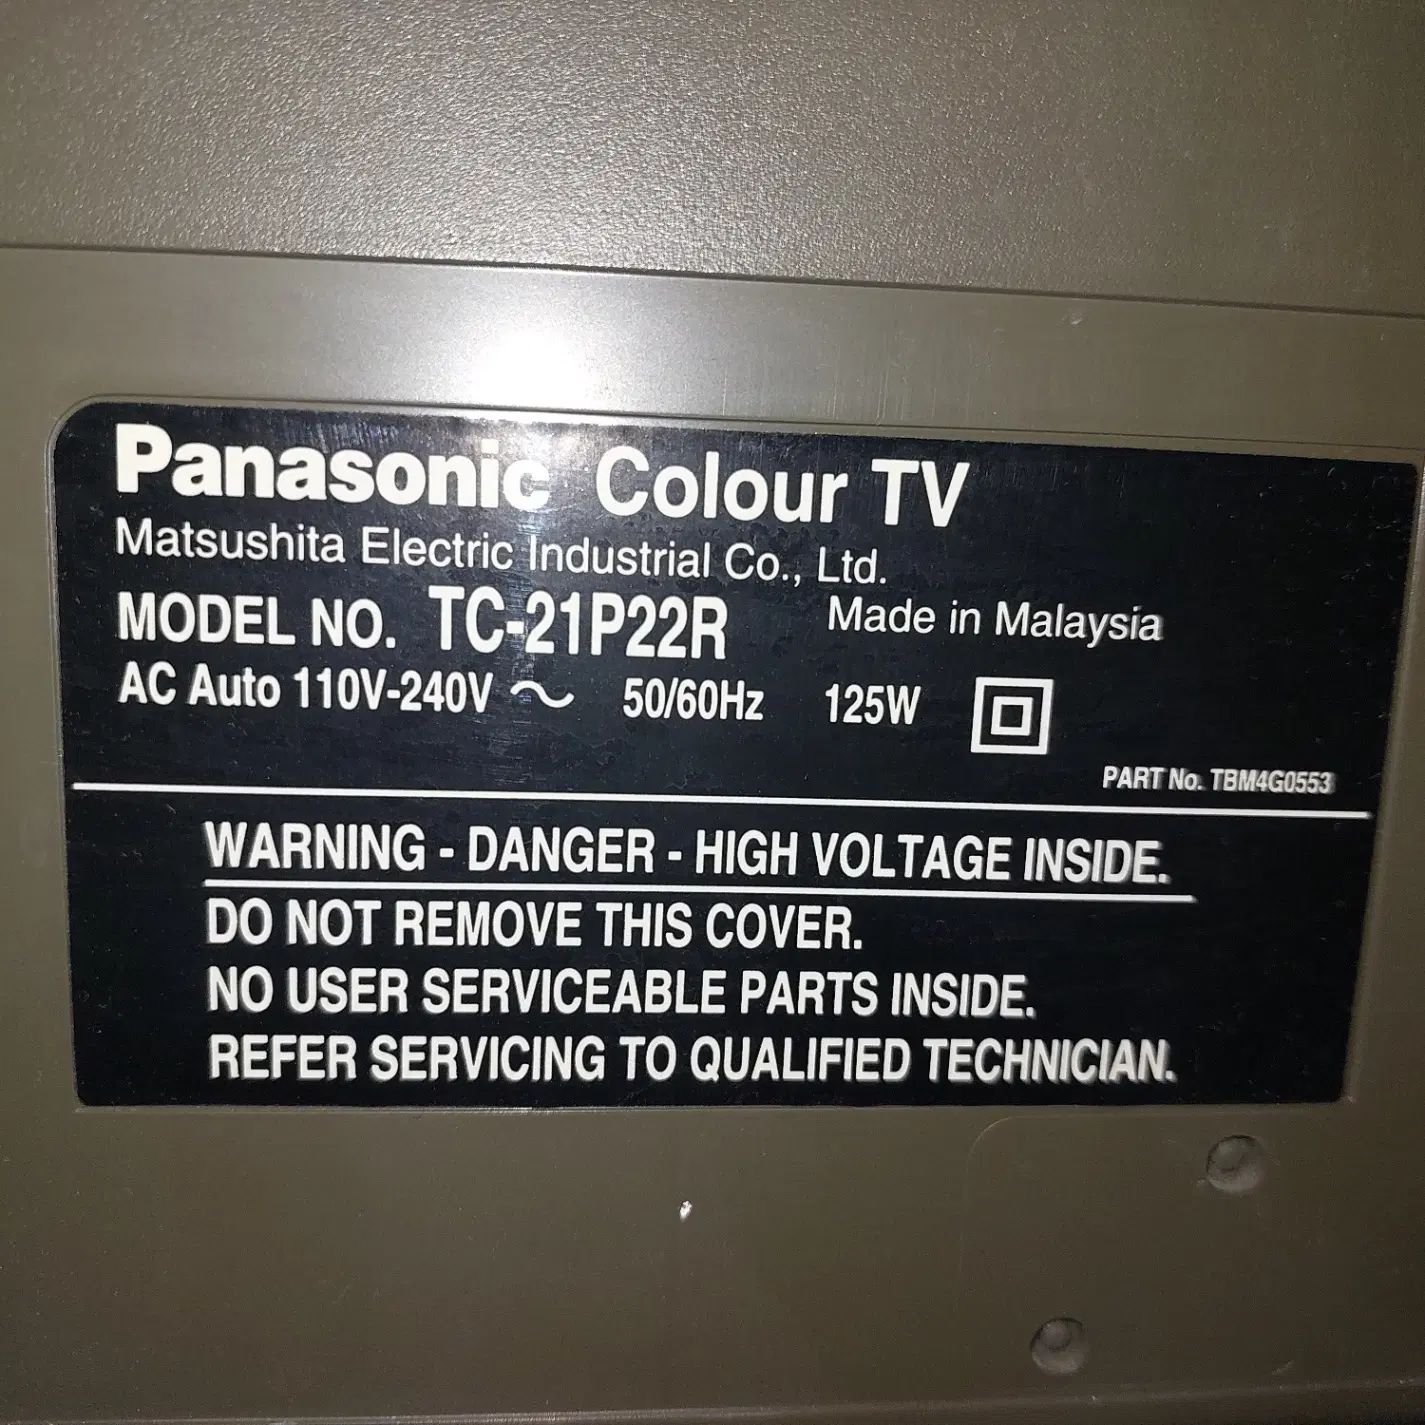 Panasonic Colour TV
Matsushita Electric Industrial Co., Ltd.
MODEL NO. TC-21P22R Made in Malaysia
AC Auto 110V-240V ～ 50/60Hz 125W
PART No. TBM4G0553
WARNING - DANGER - HIGH VOLTAGE INSIDE.
DO NOT REMOVE THIS COVER.
NO USER SERVICEABLE PARTS INSIDE.
REFER SERVICING TO QUALIFIED TECHNICIAN.